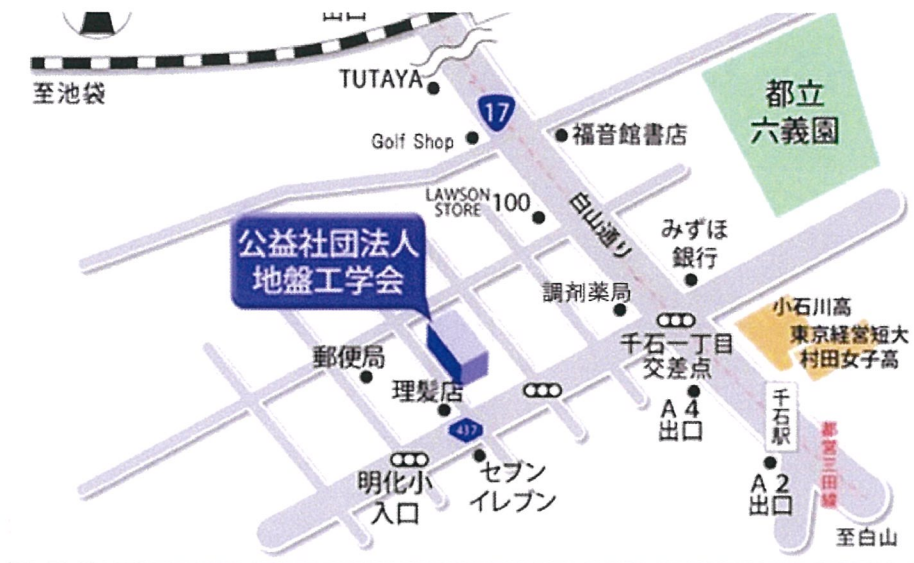 出口
至池袋
TUTAYA
17
Golf Shop
福音館書店
都立
六義園
LAWSON
STORE 100
白山通り
みずほ
銀行
公益社団法人
地盤工学会
調剤薬局
小石川高
東京経営短大
村田女子高
千石一丁目
交差点
郵便局
理髪店
A4
出口
千石駅
437
都営三田線
セブン
イレブン
明化小
入口
A2
出口
至白山